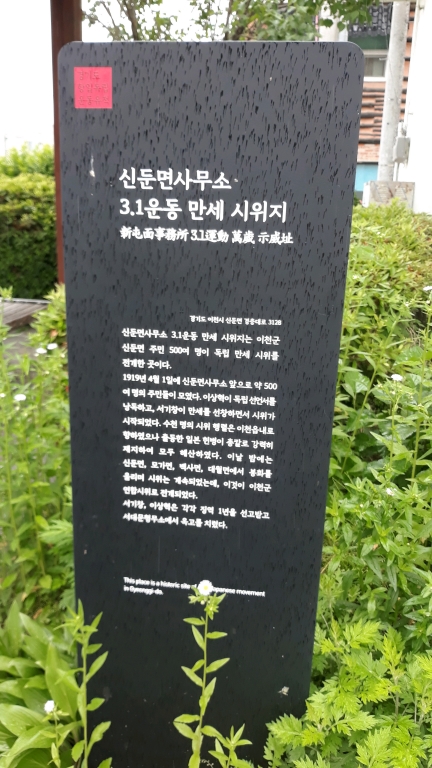 신둔면사무소
3.1운동 만세 시위지
新屯面事務所 3.1運動 萬歲 示威址
경기도 이천시 신둔면 경충대로 3128
신둔면사무소 3.1운동 만세 시위지는 이천군
신둔면 주민 500여 명이 독립 만세 시위를
전개한 곳이다.
1919년 4월 1일에 신둔면사무소 앞으로 약 500
여 명의 주민들이 모였다. 이상혁이 독립선언서를
낭독하고, 서기창이 만세를 선창하면서 시위가
시작되었다. 수천 명의 시위 행렬은 이천읍내로
향하였으나 출동한 일본 헌병이 총칼로 강력히
제지하여 모두 해산하였다. 이날 밤에는
신둔면, 모가면, 백사면, 대월면에서 봉화를
올리며 시위는 계속되었는데, 이것이 이천군
연합시위로 전개되었다.
서기창, 이상혁은 각각 징역 1년을 선고받고
서대문형무소에서 옥고를 치렀다.
This place is a historic site of panese movement
in Gyeonggi-do.